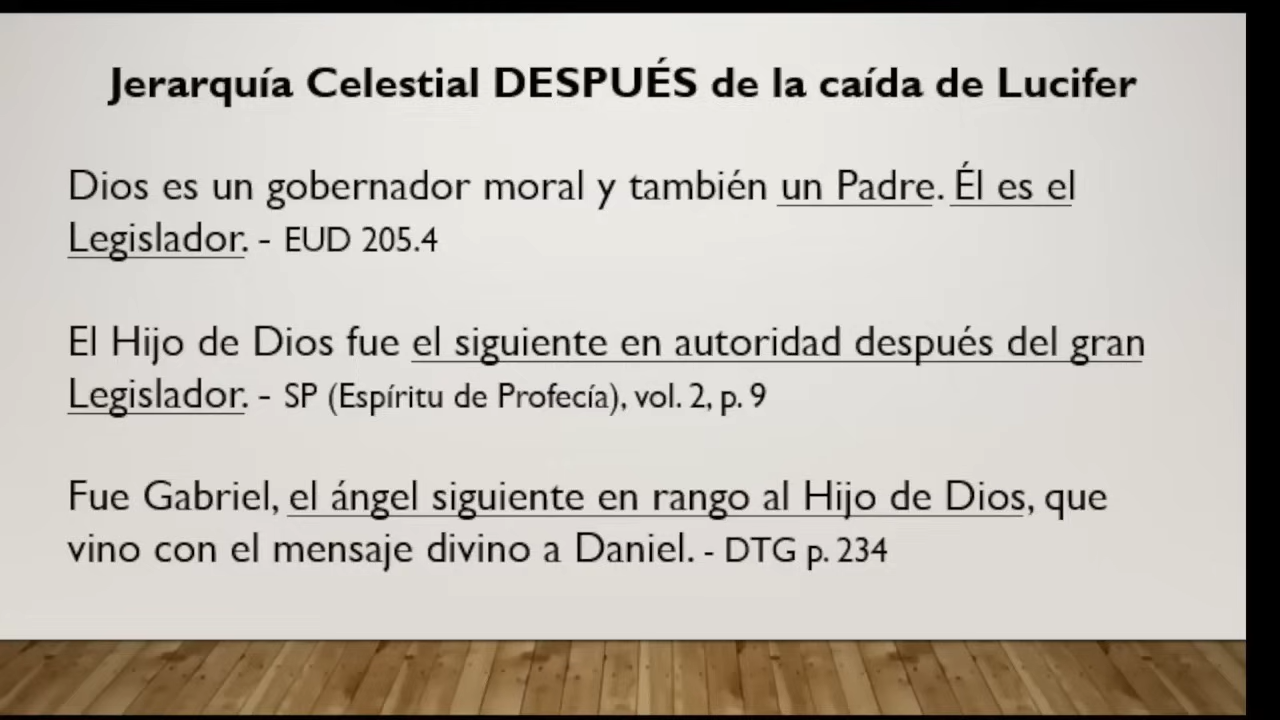 Jerarquía Celestial DESPUÉS de la caída de Lucifer
Dios es un gobernador moral y también un Padre. Él es el
Legislador. - EUD 205.4
El Hijo de Dios fue el siguiente en autoridad después del gran
Legislador. - SP (Espíritu de Profecía), vol. 2, p. 9
Fue Gabriel, el ángel siguiente en rango al Hijo de Dios, que
vino con el mensaje divino a Daniel. - DTG p. 234